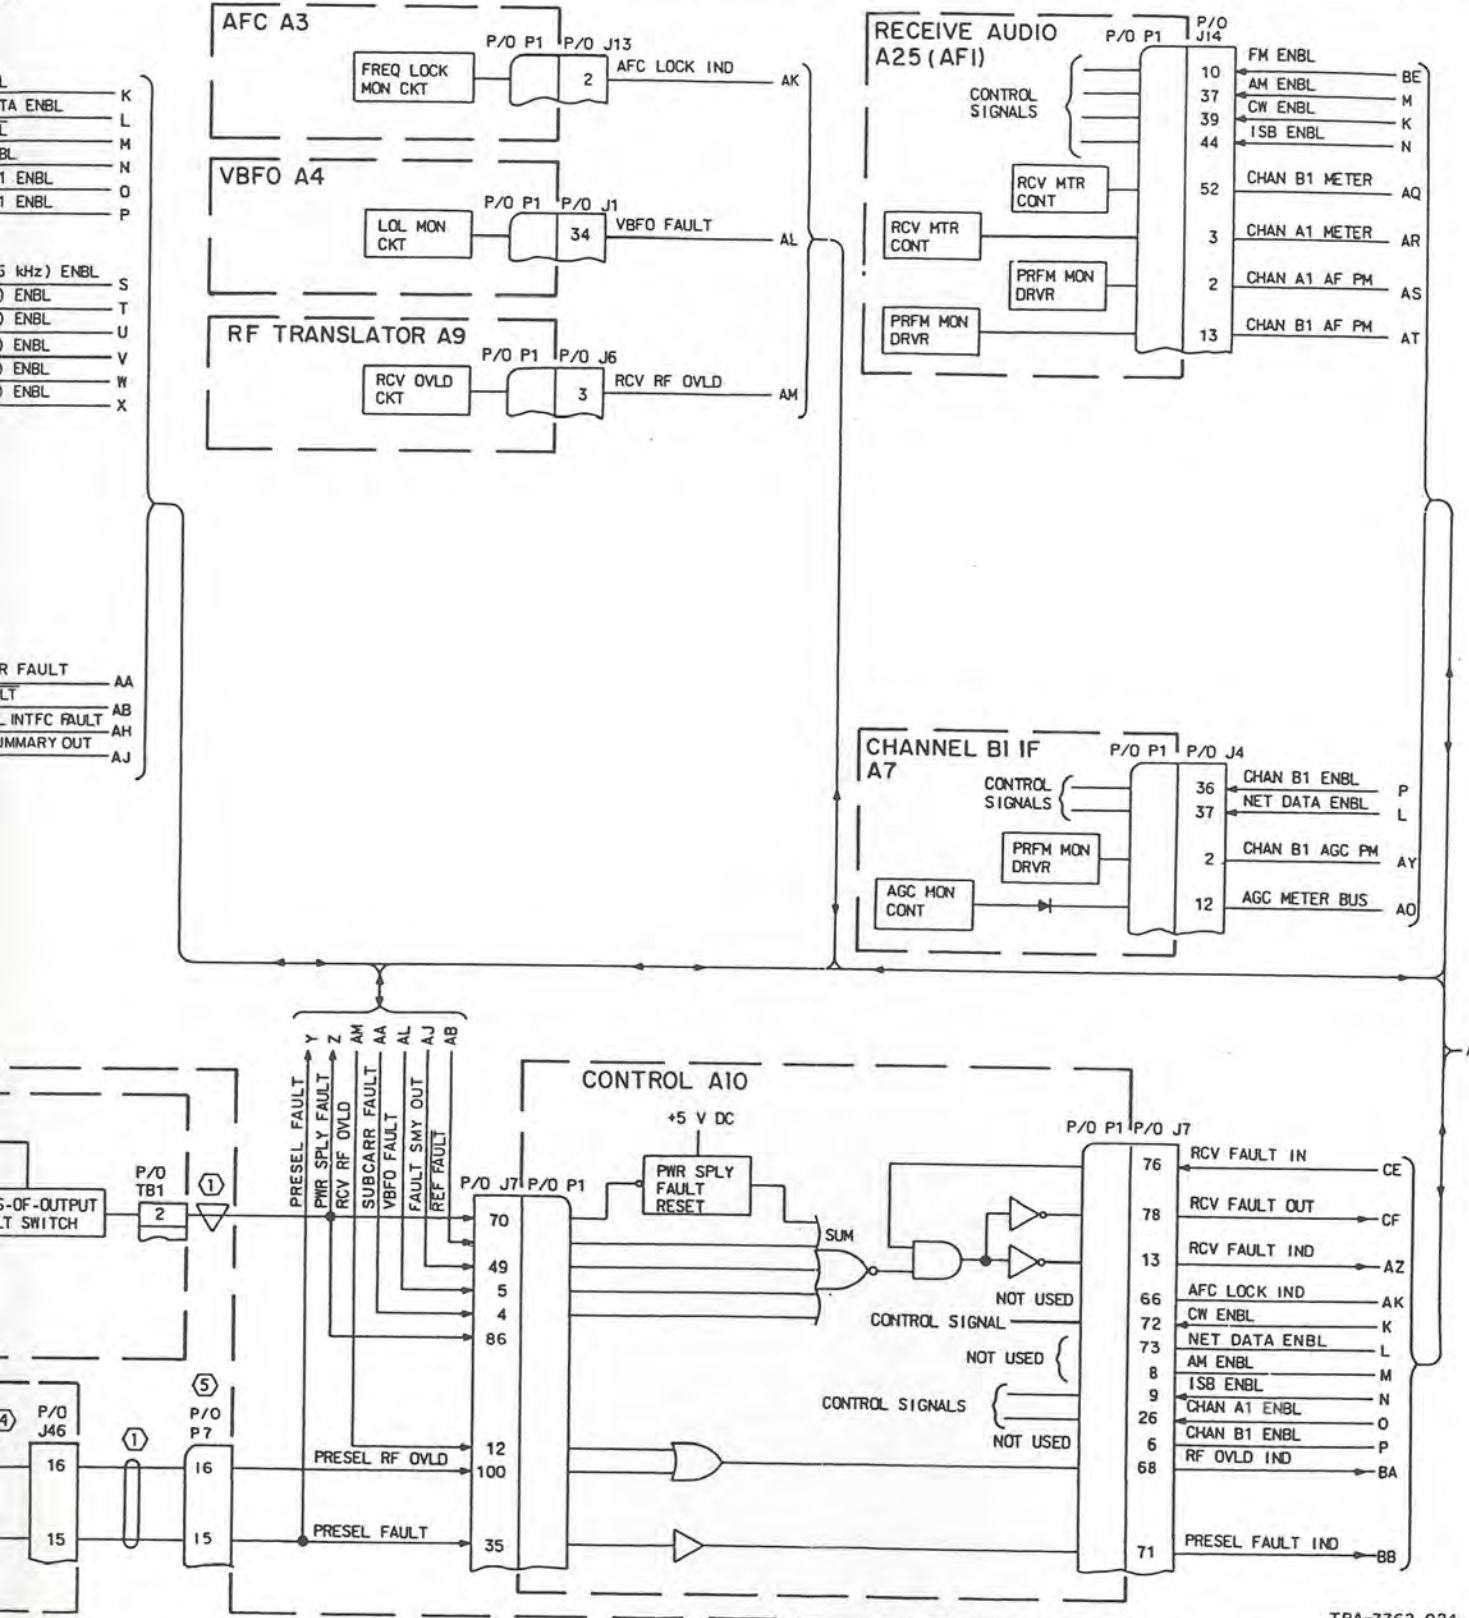 K
TA ENBL
L
M
N
1 ENBL
O
1 ENBL
P
kHz) ENBL
S
ENBL
T
ENBL
U
ENBL
V
ENBL
W
ENBL
X
R FAULT
AA
LT
AB
INTFC FAULT
AH
UMMARY OUT
AJ
AFC A3
P/O P1 P/O J13
FREQ LOCK
MON CKT
2
AFC LOCK IND
AK
VBFO A4
P/O P1 P/O J1
LOL MON
CKT
34
VBFO FAULT
AL
RF TRANSLATOR A9
P/O P1 P/O J6
RCV OVLD
CKT
3
RCV RF OVLD
AM
RECEIVE AUDIO
A25 (AF1)
P/O P1
P/O
J14
CONTROL
SIGNALS
10 FM ENBL BE
37 AM ENBL M
39 CW ENBL K
44 ISB ENBL N
RCV MTR
CONT
52 CHAN B1 METER AQ
RCV MTR
CONT
3 CHAN A1 METER AR
PRFM MON
DRVR
2 CHAN A1 AF PM AS
PRFM MON
DRVR
13 CHAN B1 AF PM AT
CHANNEL B1 IF
A7
P/O P1 P/O J4
CONTROL
SIGNALS
36 CHAN B1 ENBL P
37 NET DATA ENBL L
PRFM MON
DRVR
2 CHAN B1 AGC PM AY
AGC MON
CONT
12 AGC METER BUS AO
Y
Z
AM
AA
AL
AJ
AB
PRESEL FAULT
PWR SPLY FAULT
RCV RF OVLD
SUBCARR FAULT
VBFO FAULT
FAULT SMY OUT
REF FAULT
S-OF-OUTPUT
LT SWITCH
P/O
TB1
2
1
CONTROL A10
+5 V DC
PWR SPLY
FAULT
RESET
SUM
P/O J7 P/O P1
70
49
5
4
86
12
100
35
PRESEL RF OVLD
PRESEL FAULT
4
P/O
J46
16
15
1
5
P/O
P7
16
15
NOT USED
CONTROL SIGNAL
NOT USED
CONTROL SIGNALS
NOT USED
P/O P1 P/O J7
76 RCV FAULT IN CE
78 RCV FAULT OUT CF
13 RCV FAULT IND AZ
66 AFC LOCK IND AK
72 CW ENBL K
73 NET DATA ENBL L
8 AM ENBL M
9 ISB ENBL N
26 CHAN A1 ENBL O
6 CHAN B1 ENBL P
68 RF OVLD IND BA
71 PRESEL FAULT IND BB